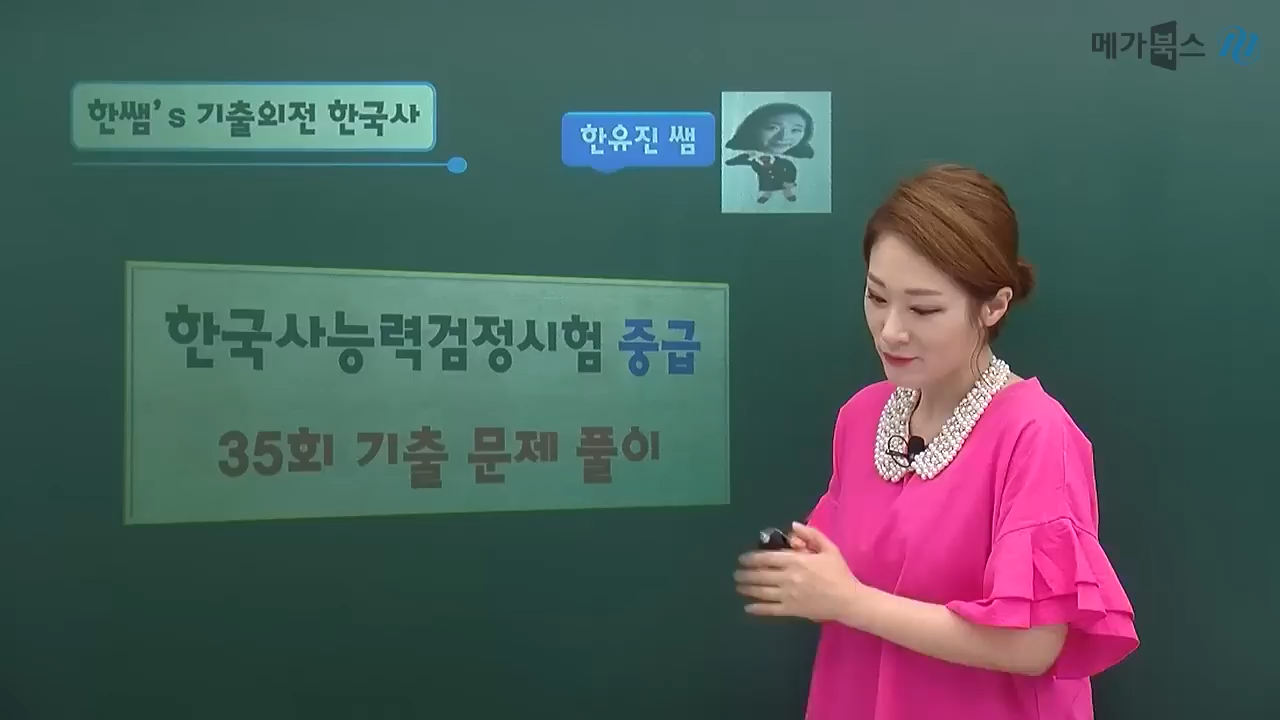 메가북스
한쌤's 기출외전 한국사
한유진 쌤
한국사능력검정시험 중급
35회 기출 문제 풀이